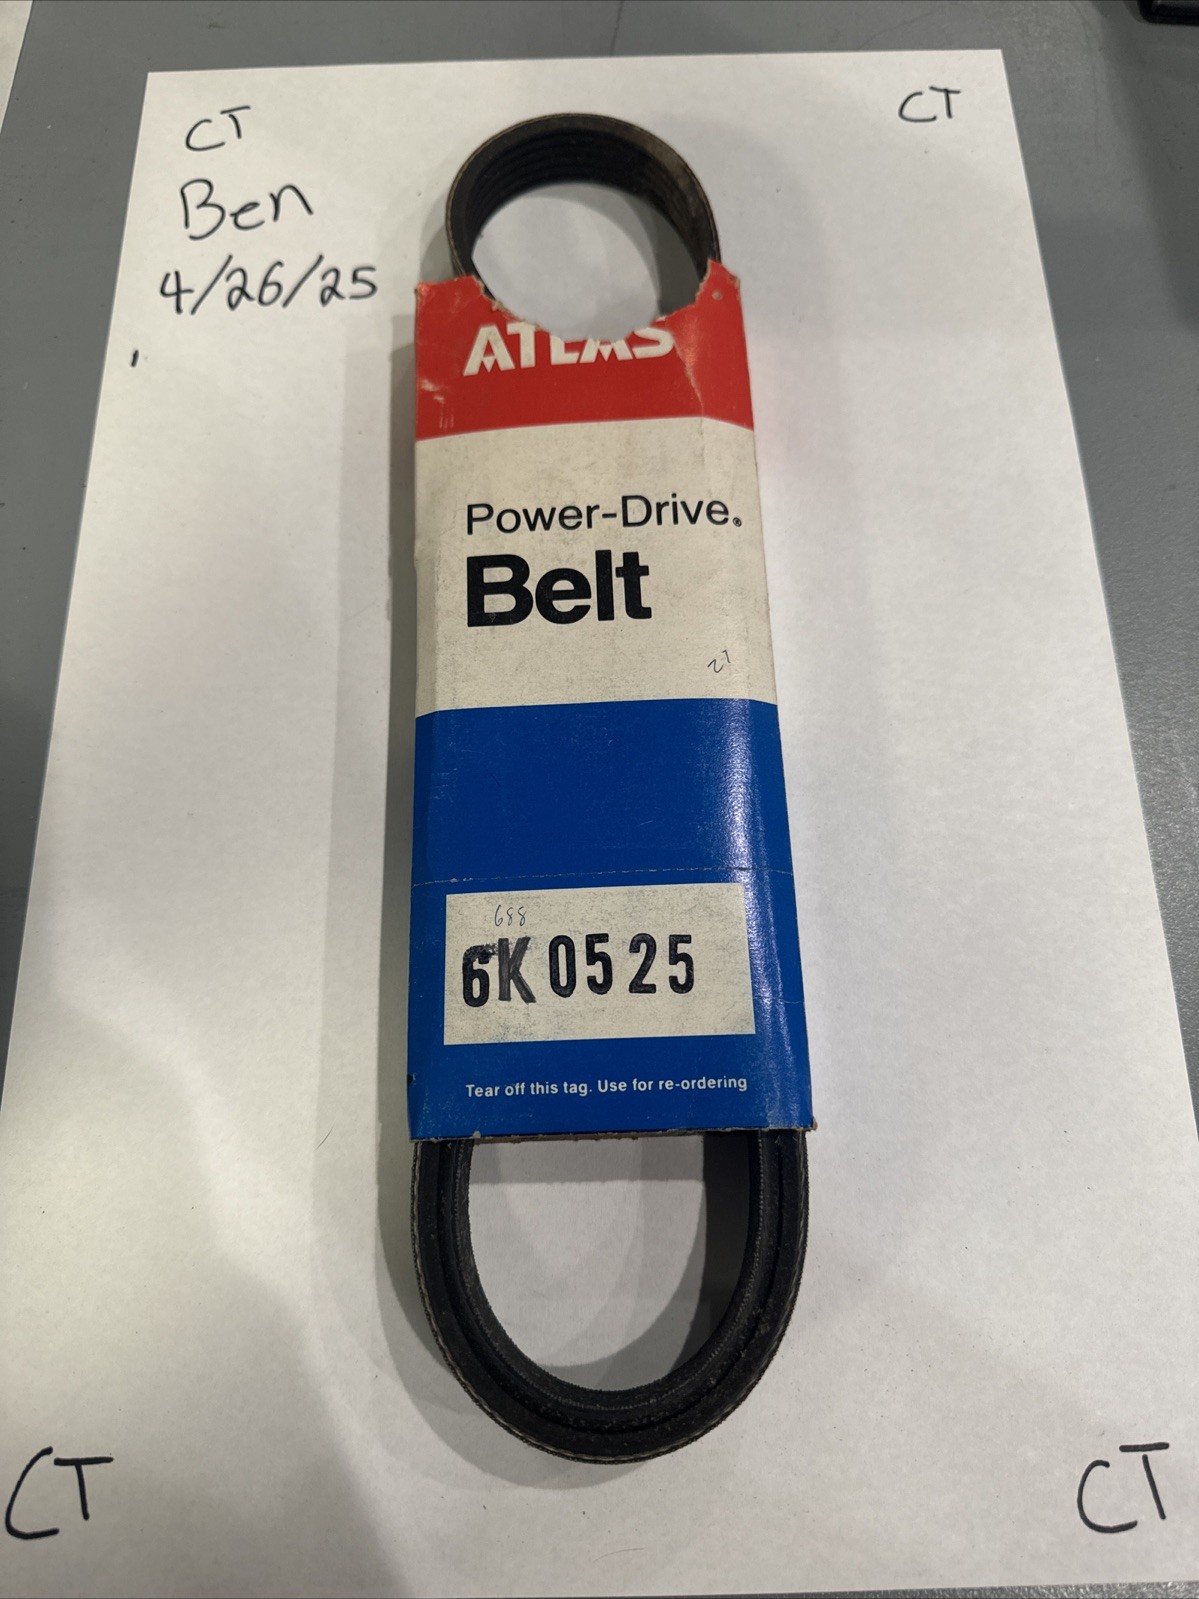 CT
CT
Ben
4/26/25
ATLAS
Power-Drive®
Belt
27
688
6K 0525
Tear off this tag. Use for re-ordering
CT
CT